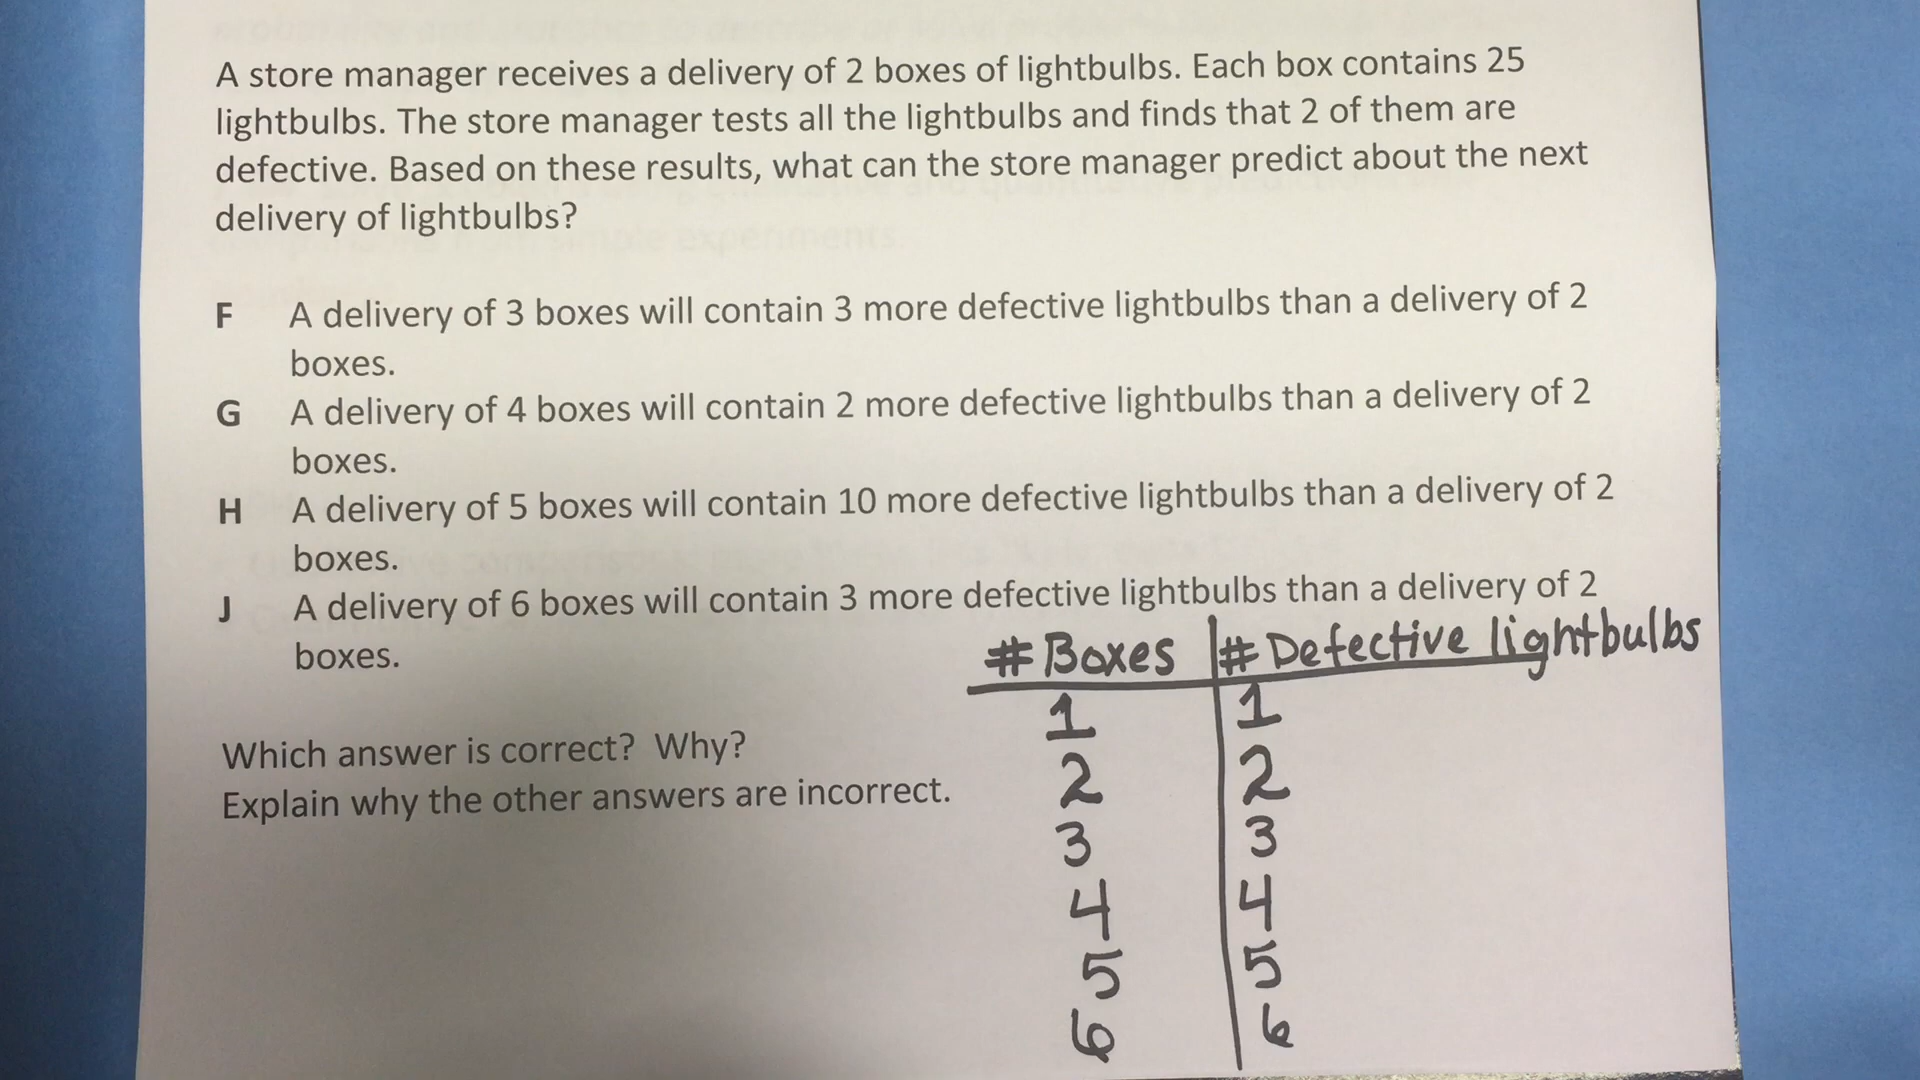 A store manager receives a delivery of 2 boxes of lightbulbs. Each box contains 25
lightbulbs. The store manager tests all the lightbulbs and finds that 2 of them are
defective. Based on these results, what can the store manager predict about the next
delivery of lightbulbs?
F A delivery of 3 boxes will contain 3 more defective lightbulbs than a delivery of 2
boxes.
G A delivery of 4 boxes will contain 2 more defective lightbulbs than a delivery of 2
boxes.
H A delivery of 5 boxes will contain 10 more defective lightbulbs than a delivery of 2
boxes.
J A delivery of 6 boxes will contain 3 more defective lightbulbs than a delivery of 2
boxes.
Which answer is correct? Why?
Explain why the other answers are incorrect.
# Boxes # Defective lightbulbs
1 1
2 2
3 3
4 4
5 5
6 6